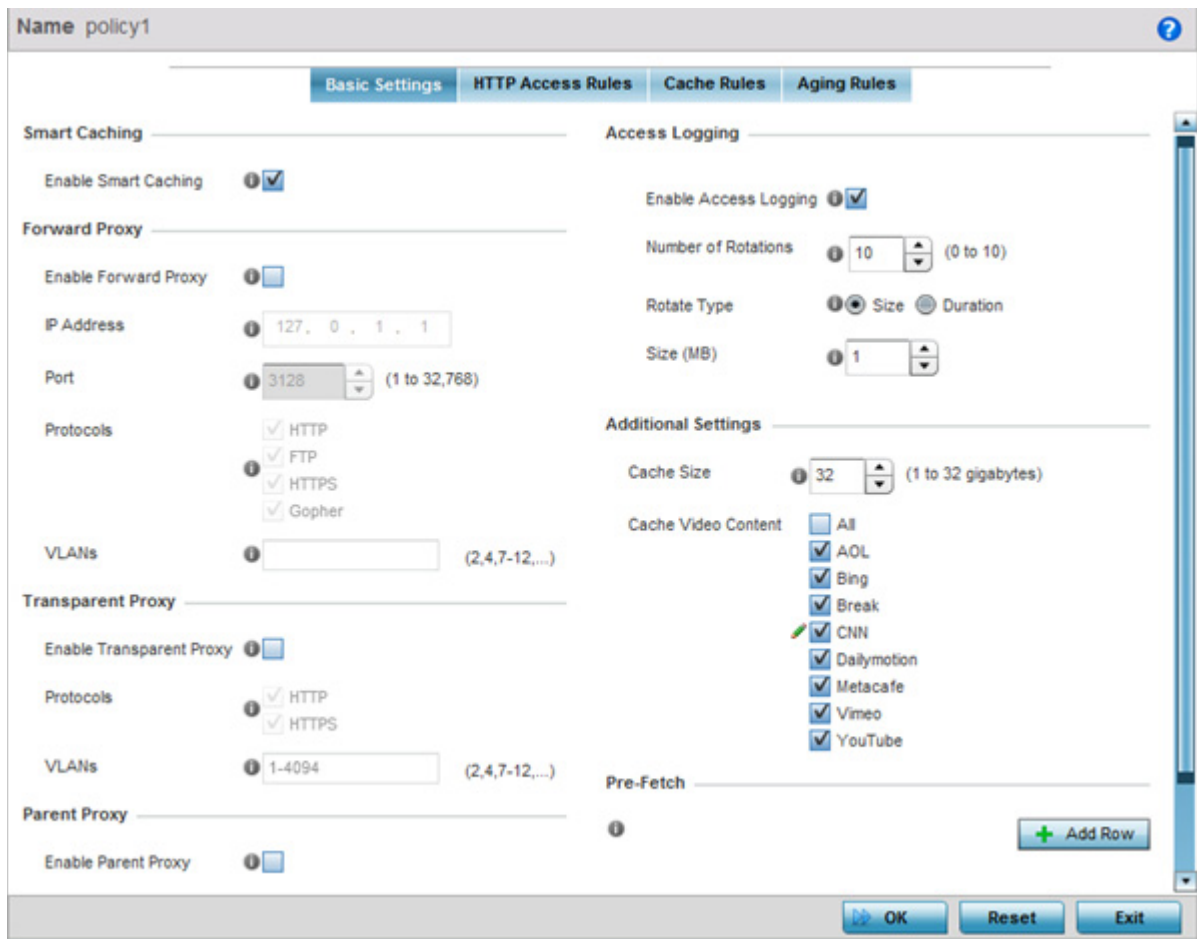 Name policy1
Basic Settings HTTP Access Rules Cache Rules Aging Rules
Smart Caching
Enable Smart Caching
Forward Proxy
Enable Forward Proxy
IP Address 127. 0 . 1 . 1
Port 3128 (1 to 32,768)
Protocols HTTP
FTP
HTTPS
Gopher
VLANs (2,4,7-12,...)
Transparent Proxy
Enable Transparent Proxy
Protocols HTTP
HTTPS
VLANs 1-4094 (2,4,7-12,...)
Parent Proxy
Enable Parent Proxy
Access Logging
Enable Access Logging
Number of Rotations 10 (0 to 10)
Rotate Type Size Duration
Size (MB) 1
Additional Settings
Cache Size 32 (1 to 32 gigabytes)
Cache Video Content All
AOL
Bing
Break
CNN
Dailymotion
Metacafe
Vimeo
YouTube
Pre-Fetch
Add Row
OK Reset Exit